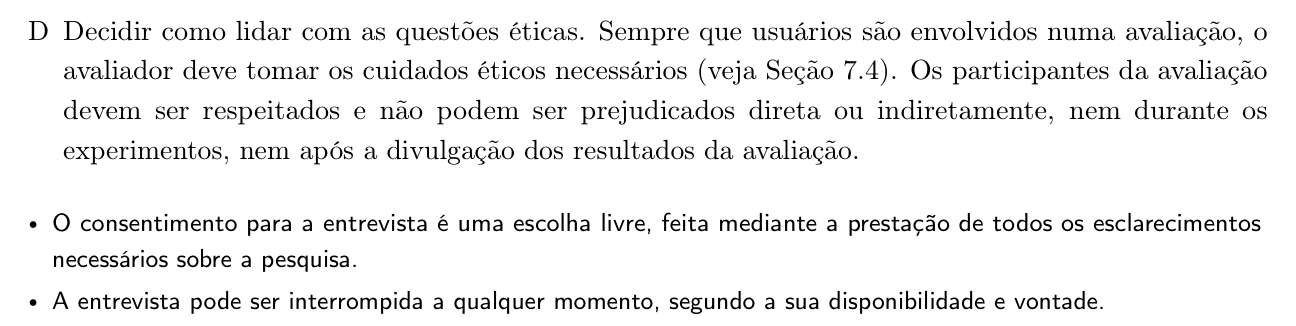 D Decidir como lidar com as questões éticas. Sempre que usuários são envolvidos numa avaliação, o
avaliador deve tomar os cuidados éticos necessários (veja Seção 7.4). Os participantes da avaliação
devem ser respeitados e não podem ser prejudicados direta ou indiretamente, nem durante os
experimentos, nem após a divulgação dos resultados da avaliação.
• O consentimento para a entrevista é uma escolha livre, feita mediante a prestação de todos os esclarecimentos
necessários sobre a pesquisa.
• A entrevista pode ser interrompida a qualquer momento, segundo a sua disponibilidade e vontade.